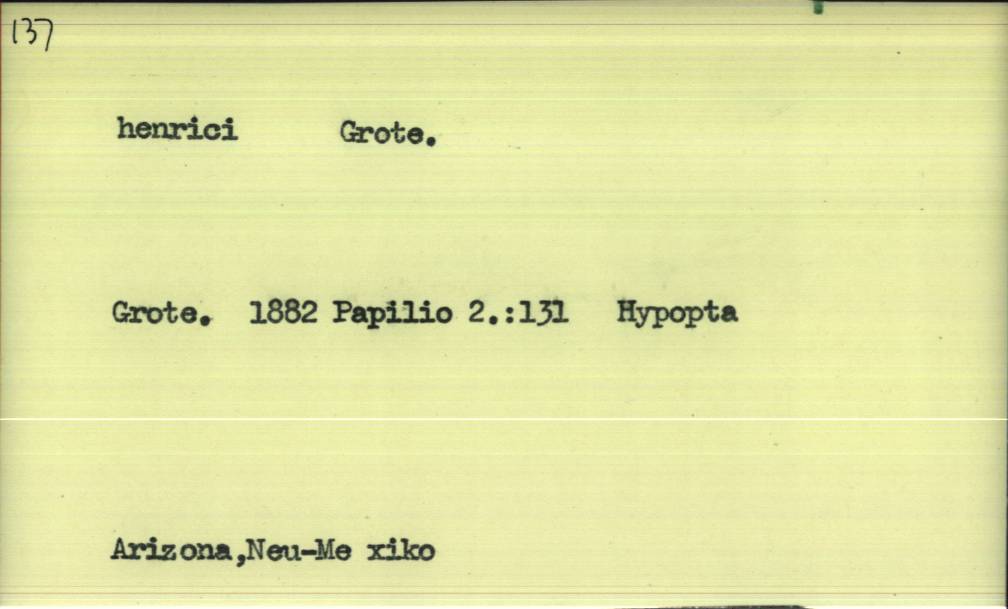 137
henrici Grote.
Grote. 1882 Papilio 2.:131 Hypopta
Arizona,Neu-Me xiko